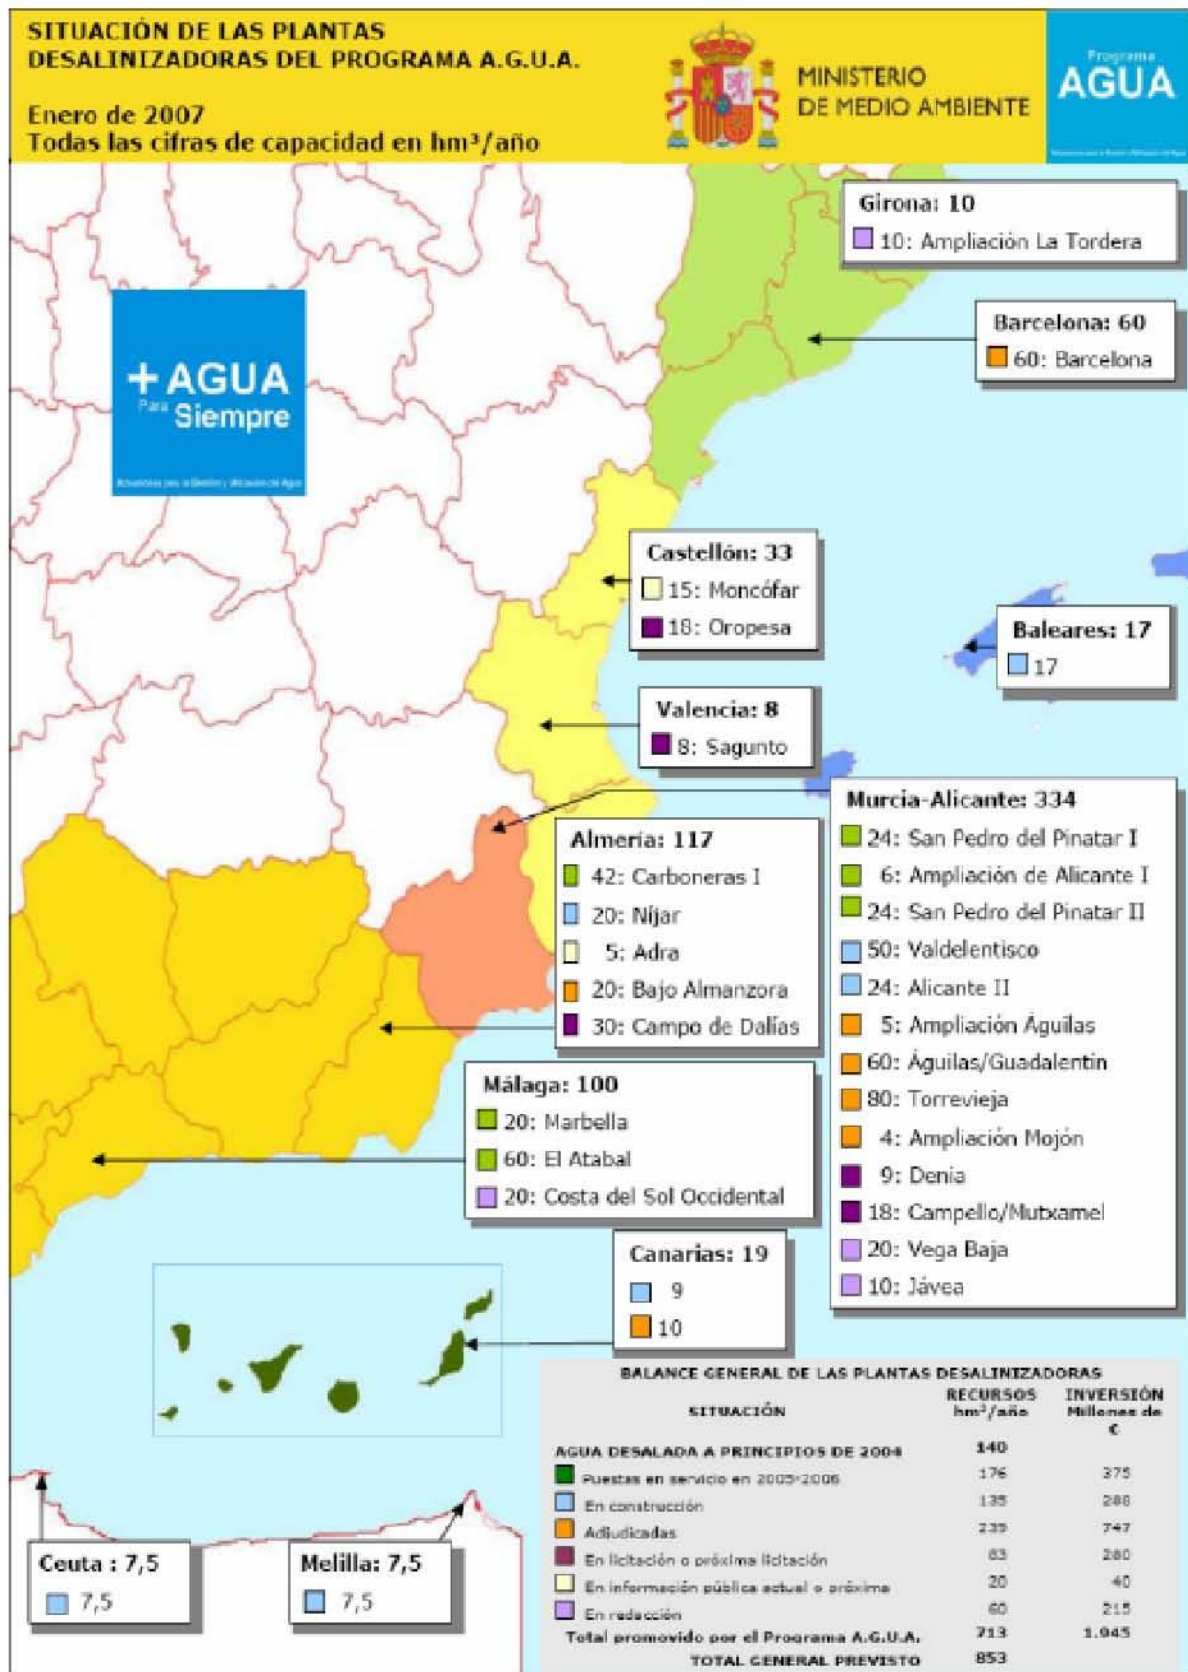 SITUACIÓN DE LAS PLANTAS
DESALINIZADORAS DEL PROGRAMA A.G.U.A.
Enero de 2007
Todas las cifras de capacidad en hm³/año
MINISTERIO
DE MEDIO AMBIENTE
Programa
AGUA
+ AGUA
Para Siempre
Actuaciones para la Gestión y Utilización del Agua
Girona: 10
10: Ampliación La Tordera
Barcelona: 60
60: Barcelona
Castellón: 33
15: Moncófar
18: Oropesa
Baleares: 17
17
Valencia: 8
8: Sagunto
Murcia-Alicante: 334
24: San Pedro del Pinatar I
6: Ampliación de Alicante I
24: San Pedro del Pinatar II
50: Valdelentisco
24: Alicante II
5: Ampliación Águilas
60: Águilas/Guadalentín
80: Torrevieja
4: Ampliación Mojón
9: Denia
18: Campello/Mutxamel
20: Vega Baja
10: Jávea
Almería: 117
42: Carboneras I
20: Níjar
5: Adra
20: Bajo Almanzora
30: Campo de Dalías
Málaga: 100
20: Marbella
60: El Atabal
20: Costa del Sol Occidental
Canarias: 19
9
10
Ceuta : 7,5
7,5
Melilla: 7,5
7,5
BALANCE GENERAL DE LAS PLANTAS DESALINIZADORAS
SITUACIÓN RECURSOS hm³/año INVERSIÓN Millones de €
AGUA DESALADA A PRINCIPIOS DE 2004 140
Puestas en servicio en 2005-2006 176 375
En construcción 135 288
Adjudicadas 239 747
En licitación o próxima licitación 83 280
En información pública actual o próxima 20 40
En redacción 60 215
Total promovido por el Programa A.G.U.A. 713 1.945
TOTAL GENERAL PREVISTO 853